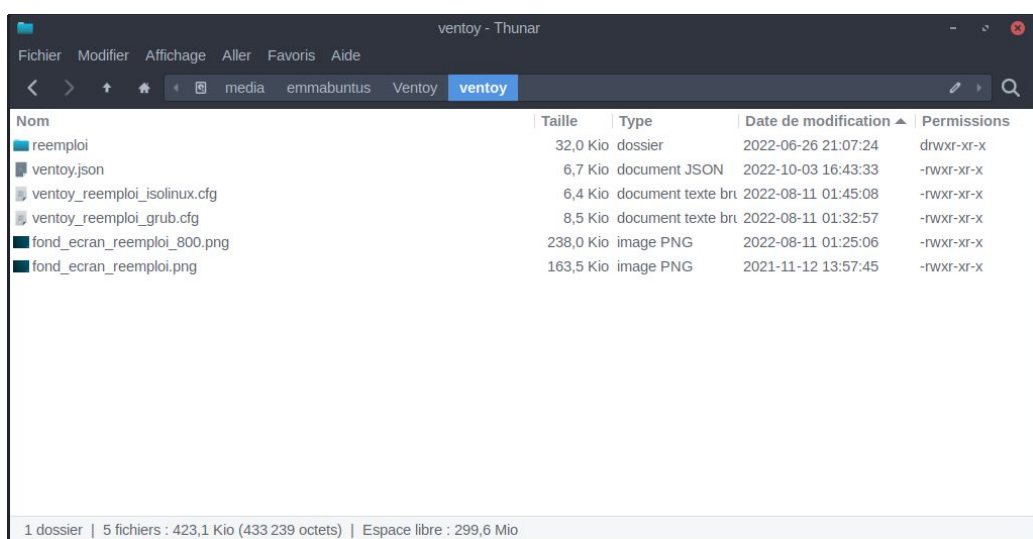 ventoy - Thunar
Fichier Modifier Affichage Aller Favoris Aide
media emmabuntus Ventoy ventoy
Nom Taille Type Date de modification Permissions
reemploi 32,0 Kio dossier 2022-06-26 21:07:24 drwxr-xr-x
ventoy.json 6,7 Kio document JSON 2022-10-03 16:43:33 -rwxr-xr-x
ventoy_reemploi_isolinux.cfg 6,4 Kio document texte bru 2022-08-11 01:45:08 -rwxr-xr-x
ventoy_reemploi_grub.cfg 8,5 Kio document texte bru 2022-08-11 01:32:57 -rwxr-xr-x
fond_ecran_reemploi_800.png 238,0 Kio image PNG 2022-08-11 01:25:06 -rwxr-xr-x
fond_ecran_reemploi.png 163,5 Kio image PNG 2021-11-12 13:57:45 -rwxr-xr-x
1 dossier | 5 fichiers : 423,1 Kio (433 239 octets) | Espace libre : 299,6 Mio